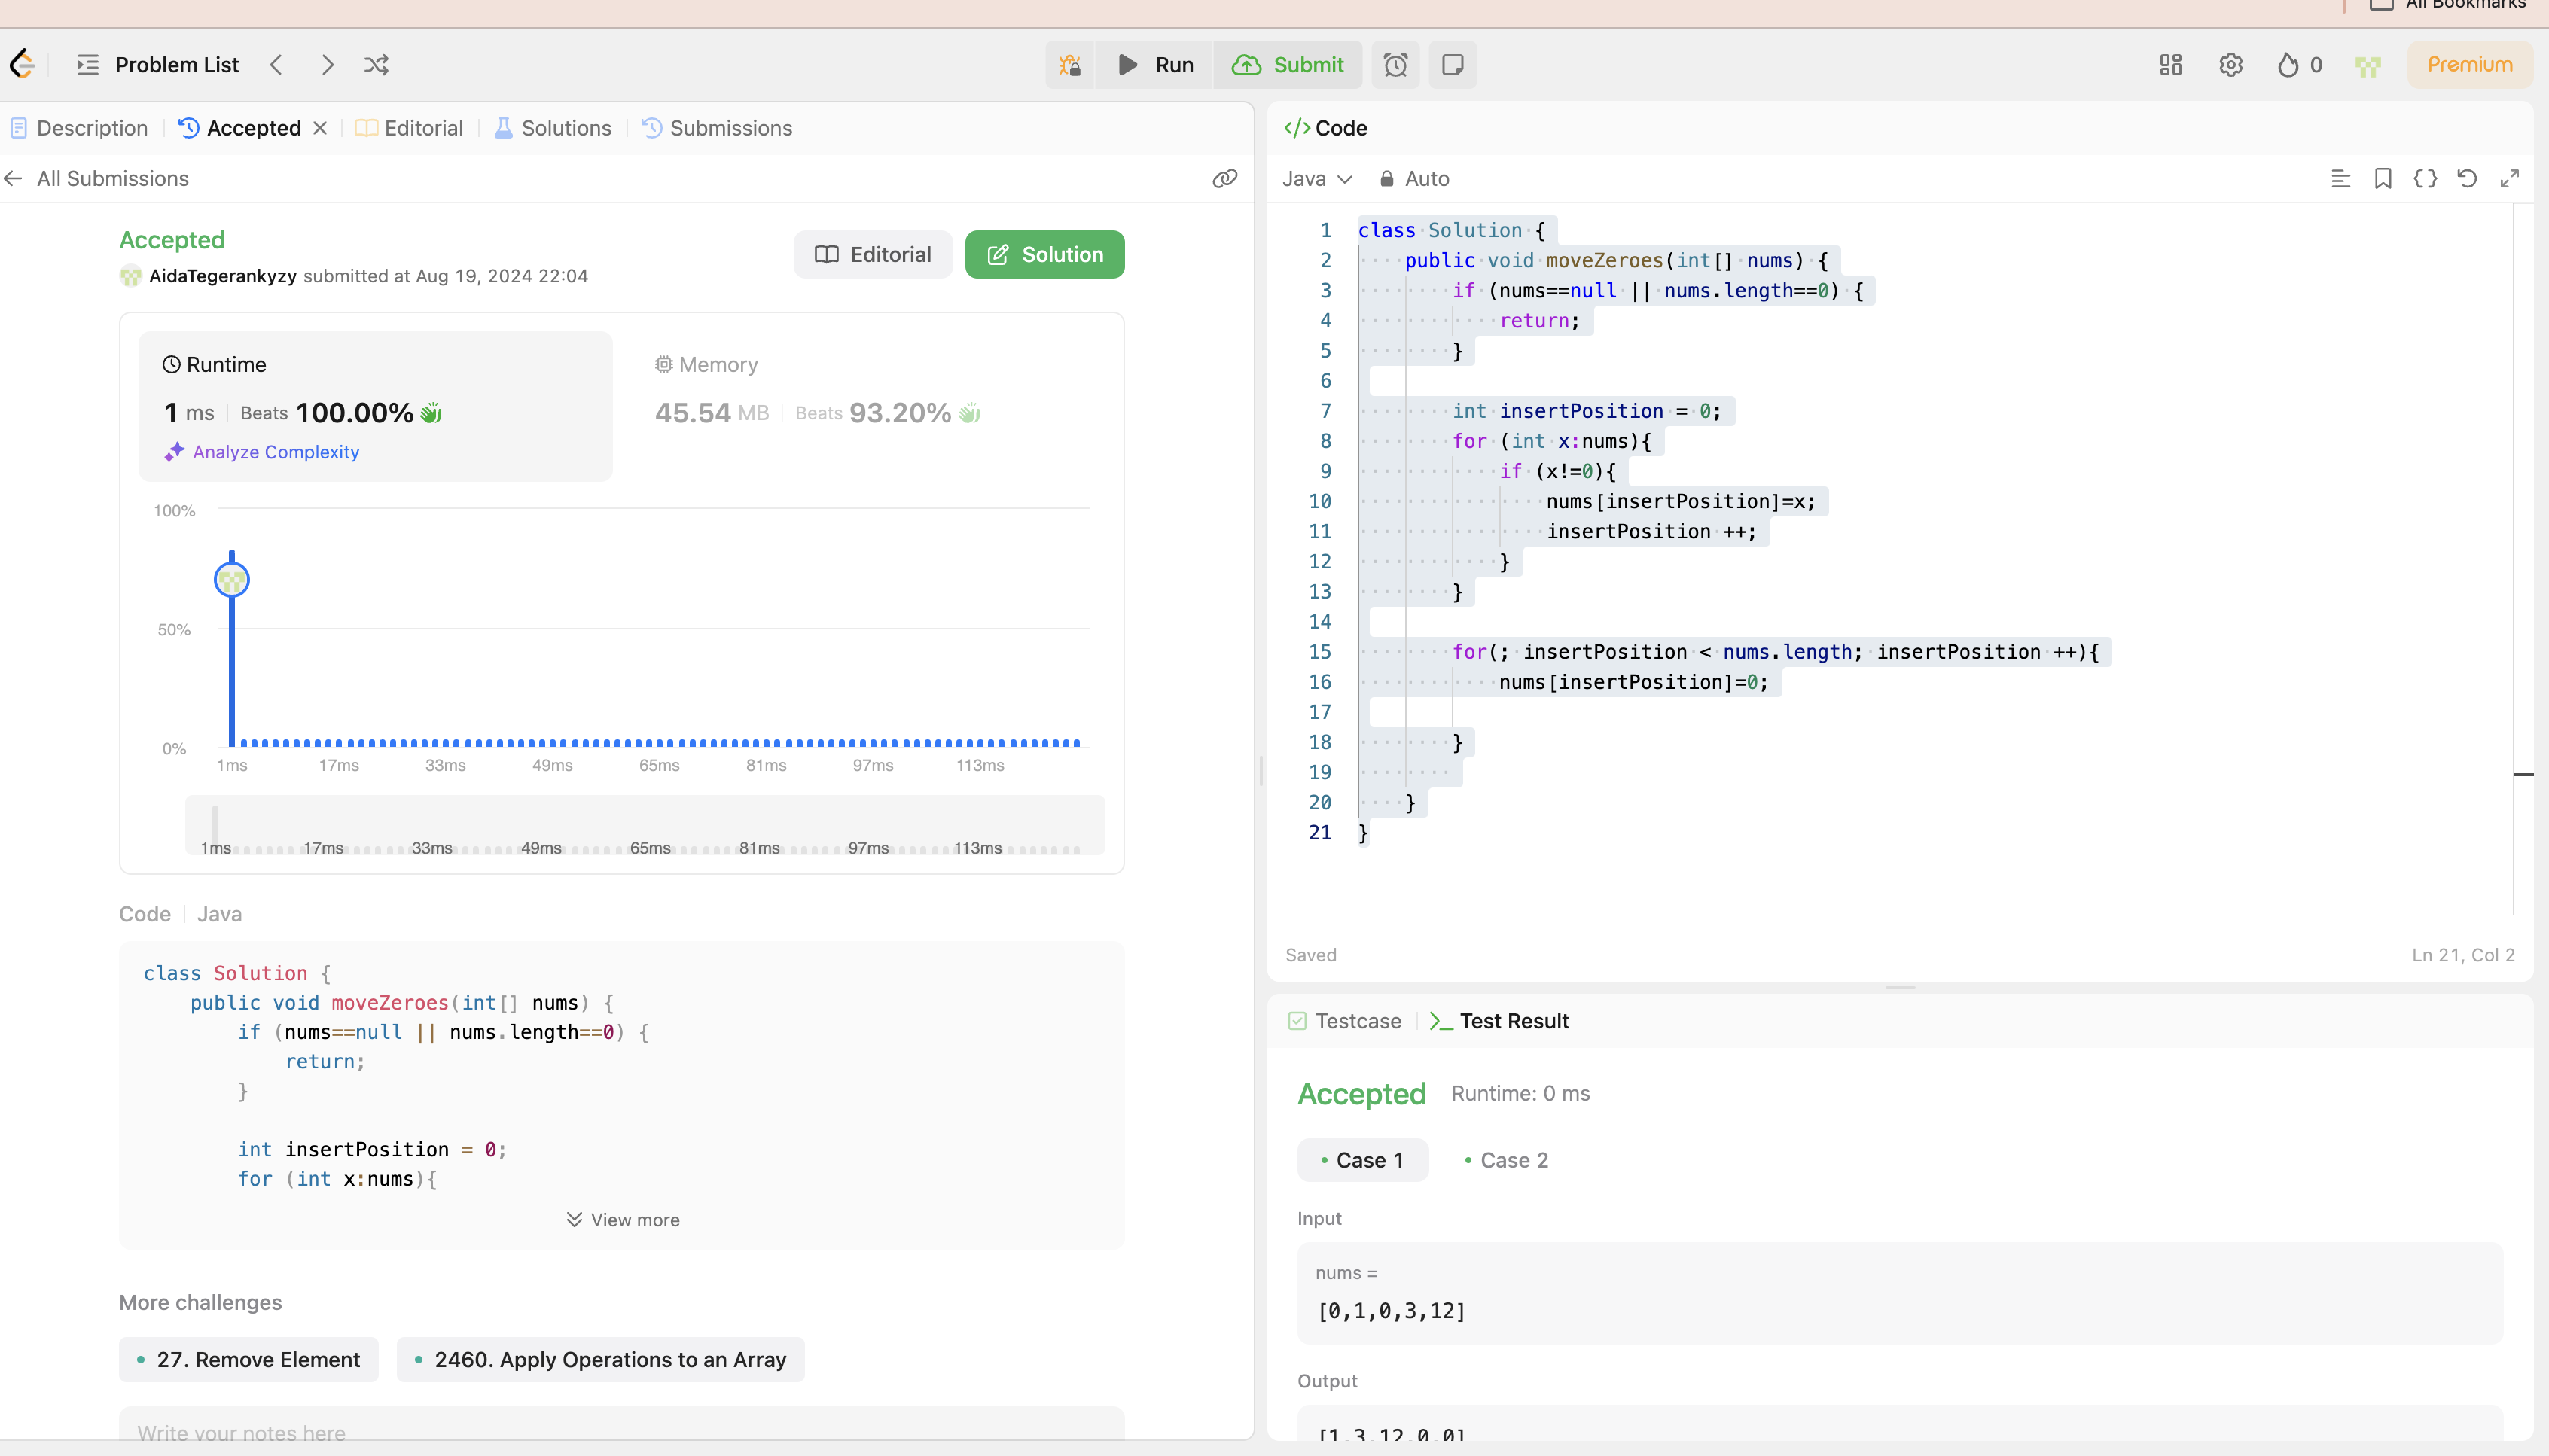 All Bookmarks
Problem List
Run
Submit
0
Premium
Description
Accepted
Editorial
Solutions
Submissions
All Submissions
Accepted
AidaTegerankyzy submitted at Aug 19, 2024 22:04
Editorial
Solution
Runtime
1 ms
Beats 100.00%
Analyze Complexity
Memory
45.54 MB
Beats 93.20%
100%
50%
0%
1ms 17ms 33ms 49ms 65ms 81ms 97ms 113ms
1ms 17ms 33ms 49ms 65ms 81ms 97ms 113ms
Code
Java
class Solution {
public void moveZeroes(int[] nums) {
if (nums==null || nums.length==0) {
return;
}
int insertPosition = 0;
for (int x:nums){
View more
More challenges
27. Remove Element
2460. Apply Operations to an Array
Write your notes here
</> Code
Java
Auto
1 class Solution {
2 public void moveZeroes(int[] nums) {
3 if (nums==null || nums.length==0) {
4 return;
5 }
6
7 int insertPosition = 0;
8 for (int x:nums){
9 if (x!=0){
10 nums[insertPosition]=x;
11 insertPosition ++;
12 }
13 }
14
15 for(; insertPosition < nums.length; insertPosition ++){
16 nums[insertPosition]=0;
17
18 }
19
20 }
21 }
Saved
Ln 21, Col 2
Testcase
Test Result
Accepted
Runtime: 0 ms
Case 1
Case 2
Input
nums =
[0,1,0,3,12]
Output
[1,3,12,0,0]